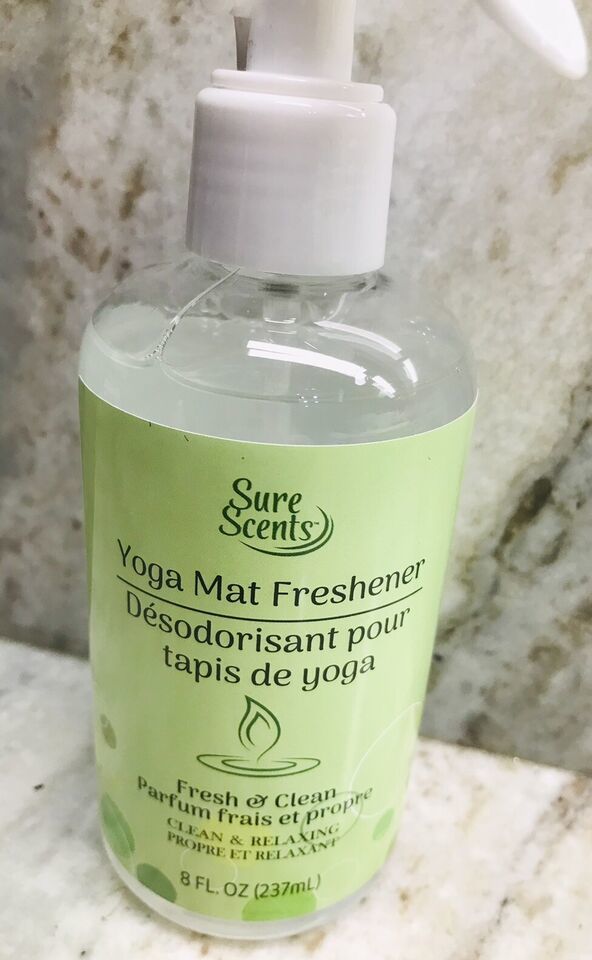 Sure
Scents™
Yoga Mat Freshener
Désodorisant pour
tapis de yoga
Fresh & Clean
Parfum frais et propre
CLEAN & RELAXING
PROPRE ET RELAXANT
8 FL. OZ (237mL)